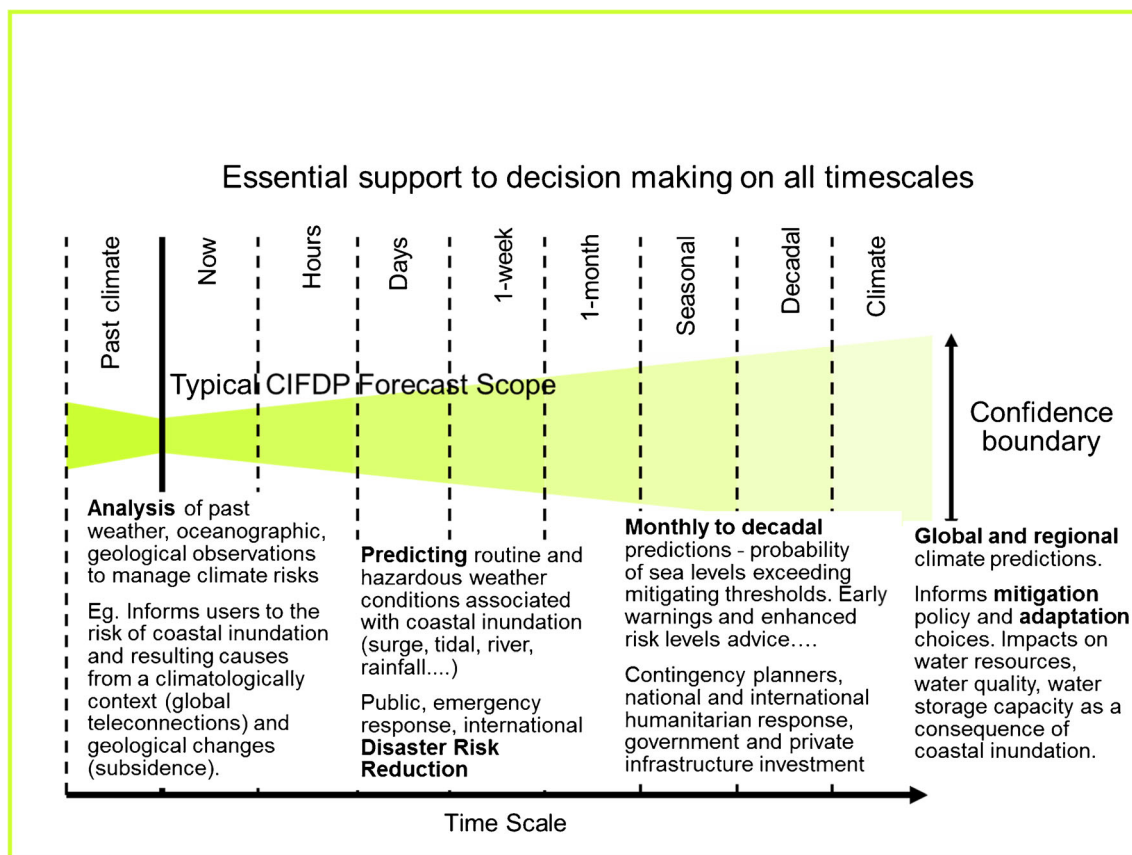 Essential support to decision making on all timescales
Past climate
Now
Hours
Days
1-week
1-month
Seasonal
Decadal
Climate
Typical CIFDP Forecast Scope
Confidence
boundary
Analysis of past
weather, oceanographic,
geological observations
to manage climate risks
Eg. Informs users to the
risk of coastal inundation
and resulting causes
from a climatologically
context (global
teleconnections) and
geological changes
(subsidence).
Predicting routine and
hazardous weather
conditions associated
with coastal inundation
(surge, tidal, river,
rainfall....)
Public, emergency
response, international
Disaster Risk
Reduction
Monthly to decadal
predictions - probability
of sea levels exceeding
mitigating thresholds. Early
warnings and enhanced
risk levels advice....
Contingency planners,
national and international
humanitarian response,
government and private
infrastructure investment
Global and regional
climate predictions.
Informs mitigation
policy and adaptation
choices. Impacts on
water resources,
water quality, water
storage capacity as a
consequence of
coastal inundation.
Time Scale